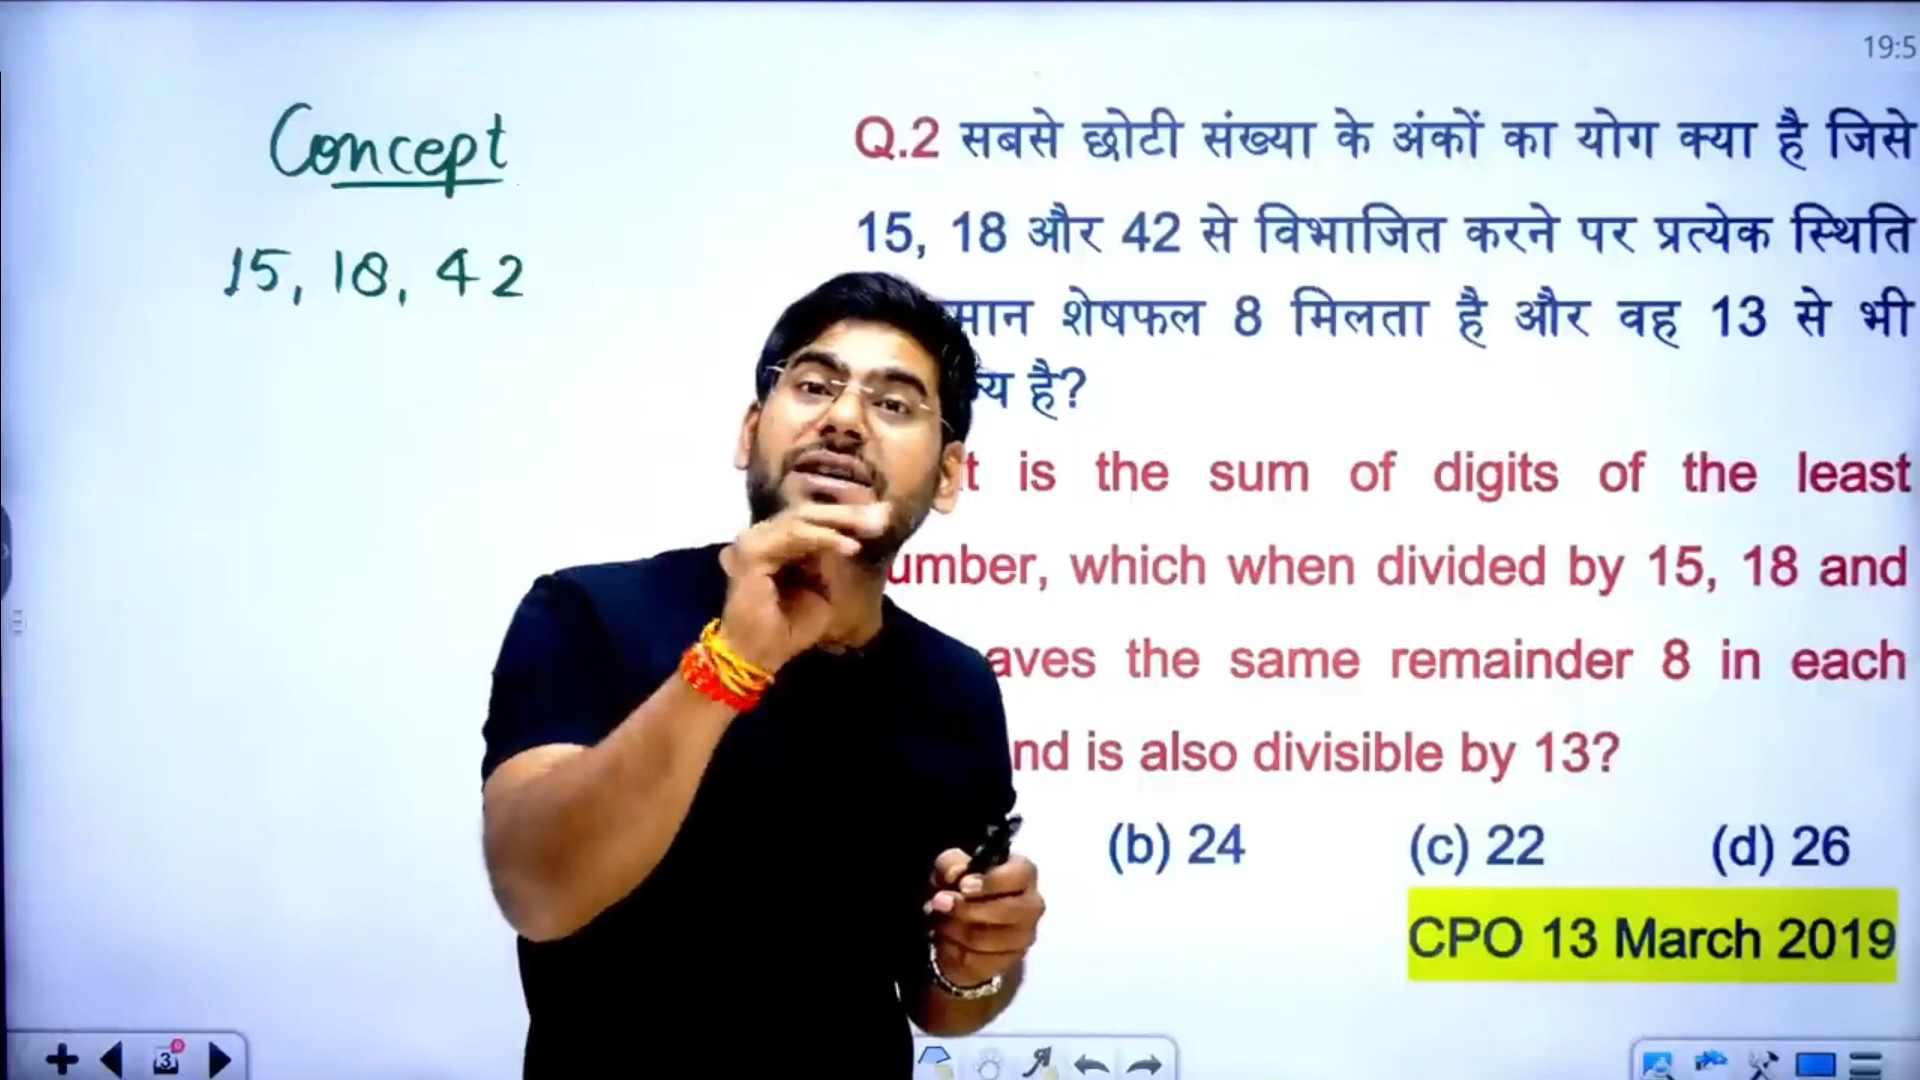 19:5
Concept
15, 18, 42
Q.2 सबसे छोटी संख्या के अंकों का योग क्या है जिसे
15, 18 और 42 से विभाजित करने पर प्रत्येक स्थिति
मान शेषफल 8 मिलता है और वह 13 से भी
य है?
t is the sum of digits of the least
umber, which when divided by 15, 18 and
aves the same remainder 8 in each
nd is also divisible by 13?
(b) 24 (c) 22 (d) 26
CPO 13 March 2019
3